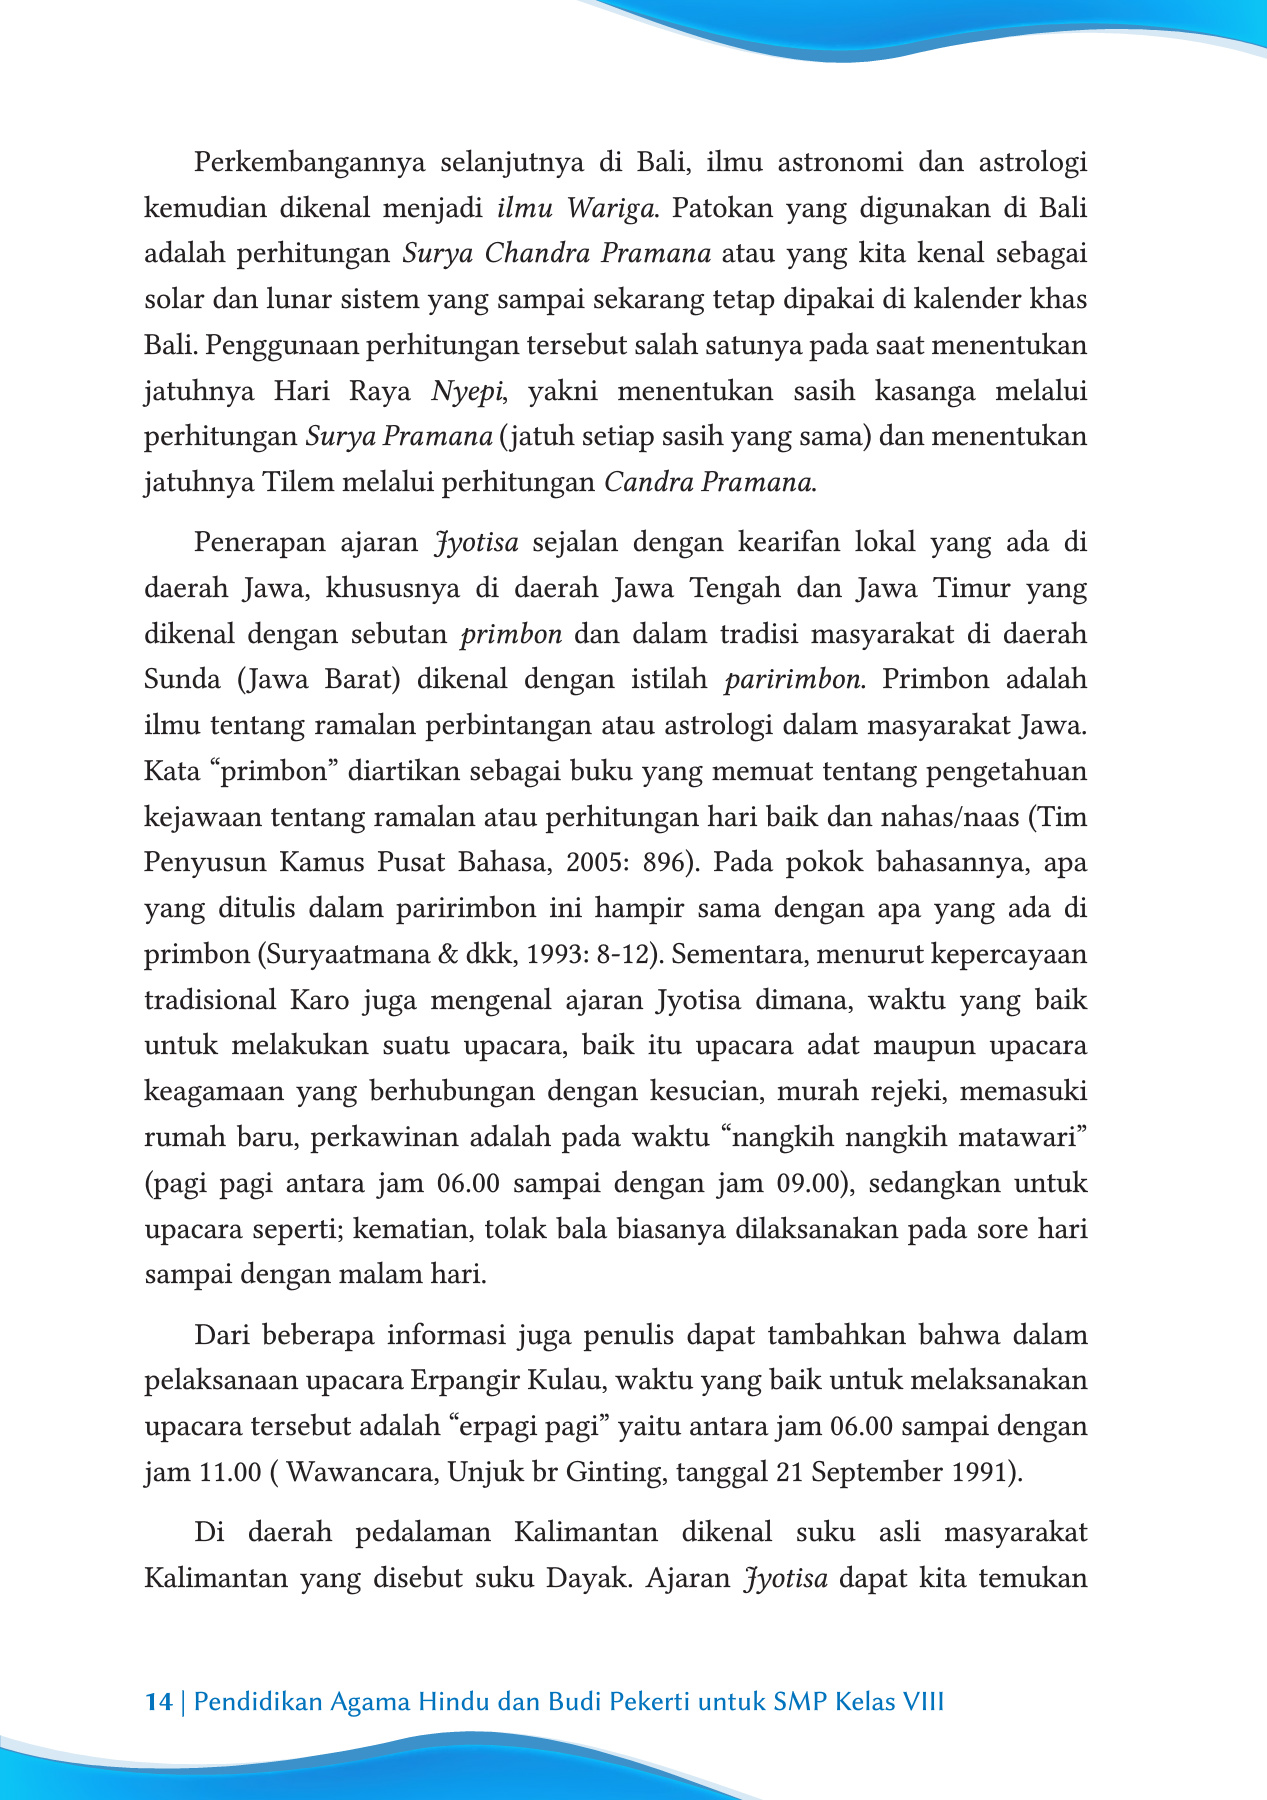 Perkembangannya selanjutnya di Bali, ilmu astronomi dan astrologi
kemudian dikenal menjadi ilmu Wariga. Patokan yang digunakan di Bali
adalah perhitungan Surya Chandra Pramana atau yang kita kenal sebagai
solar dan lunar sistem yang sampai sekarang tetap dipakai di kalender khas
Bali. Penggunaan perhitungan tersebut salah satunya pada saat menentukan
jatuhnya Hari Raya Nyepi, yakni menentukan sasih kasanga melalui
perhitungan Surya Pramana (jatuh setiap sasih yang sama) dan menentukan
jatuhnya Tilem melalui perhitungan Candra Pramana.
Penerapan ajaran Jyotisa sejalan dengan kearifan lokal yang ada di
daerah Jawa, khususnya di daerah Jawa Tengah dan Jawa Timur yang
dikenal dengan sebutan primbon dan dalam tradisi masyarakat di daerah
Sunda (Jawa Barat) dikenal dengan istilah paririmbon. Primbon adalah
ilmu tentang ramalan perbintangan atau astrologi dalam masyarakat Jawa.
Kata “primbon” diartikan sebagai buku yang memuat tentang pengetahuan
kejawaan tentang ramalan atau perhitungan hari baik dan nahas/naas (Tim
Penyusun Kamus Pusat Bahasa, 2005: 896). Pada pokok bahasannya, apa
yang ditulis dalam paririmbon ini hampir sama dengan apa yang ada di
primbon (Suryaatmana & dkk, 1993: 8-12). Sementara, menurut kepercayaan
tradisional Karo juga mengenal ajaran Jyotisa dimana, waktu yang baik
untuk melakukan suatu upacara, baik itu upacara adat maupun upacara
keagamaan yang berhubungan dengan kesucian, murah rejeki, memasuki
rumah baru, perkawinan adalah pada waktu “nangkih nangkih matawari”
(pagi pagi antara jam 06.00 sampai dengan jam 09.00), sedangkan untuk
upacara seperti; kematian, tolak bala biasanya dilaksanakan pada sore hari
sampai dengan malam hari.
Dari beberapa informasi juga penulis dapat tambahkan bahwa dalam
pelaksanaan upacara Erpangir Kulau, waktu yang baik untuk melaksanakan
upacara tersebut adalah “erpagi pagi” yaitu antara jam 06.00 sampai dengan
jam 11.00 ( Wawancara, Unjuk br Ginting, tanggal 21 September 1991).
Di daerah pedalaman Kalimantan dikenal suku asli masyarakat
Kalimantan yang disebut suku Dayak. Ajaran Jyotisa dapat kita temukan
14 | Pendidikan Agama Hindu dan Budi Pekerti untuk SMP Kelas VIII